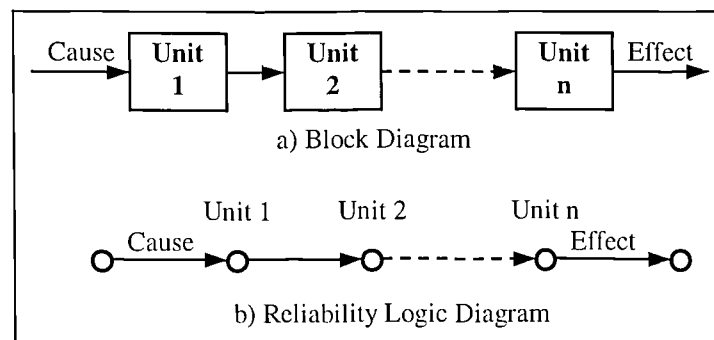 Cause Unit 1 Unit 2 Unit n Effect
a) Block Diagram
Unit 1 Unit 2 Unit n
Cause Effect
b) Reliability Logic Diagram